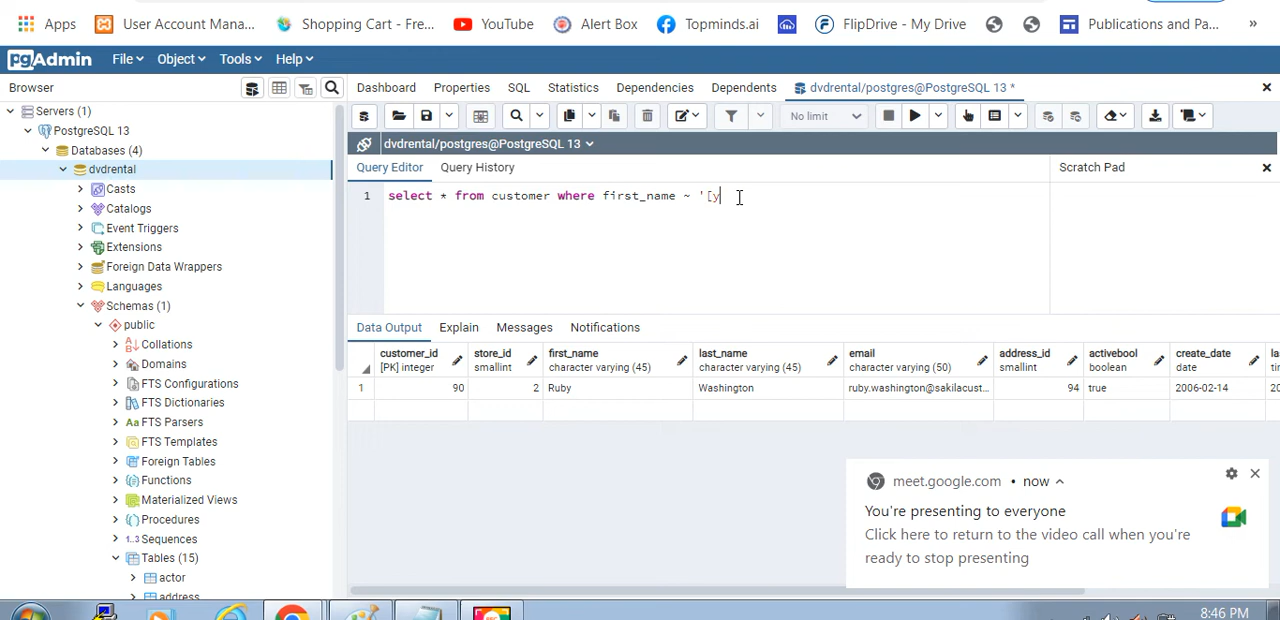 Apps User Account Mana... Shopping Cart - Fre... YouTube Alert Box Topminds.ai FlipDrive - My Drive Publications and Pa... »
pgAdmin File Object Tools Help
Browser Dashboard Properties SQL Statistics Dependencies Dependents dvdrental/postgres@PostgreSQL 13 *
No limit
dvdrental/postgres@PostgreSQL 13
Query Editor Query History Scratch Pad
1 select * from customer where first_name ~ '[y
Servers (1)
PostgreSQL 13
Databases (4)
dvdrental
Casts
Catalogs
Event Triggers
Extensions
Foreign Data Wrappers
Languages
Schemas (1)
public
Collations
Domains
FTS Configurations
FTS Dictionaries
FTS Parsers
FTS Templates
Foreign Tables
Functions
Materialized Views
Procedures
Sequences
Tables (15)
actor
address
Data Output Explain Messages Notifications
customer_id store_id first_name last_name email address_id activebool create_date la
[PK] integer smallint character varying (45) character varying (45) character varying (50) smallint boolean date tim
1 90 2 Ruby Washington ruby.washington@sakilacust... 94 true 2006-02-14 20
meet.google.com • now
You're presenting to everyone
Click here to return to the video call when you're
ready to stop presenting
8:46 PM